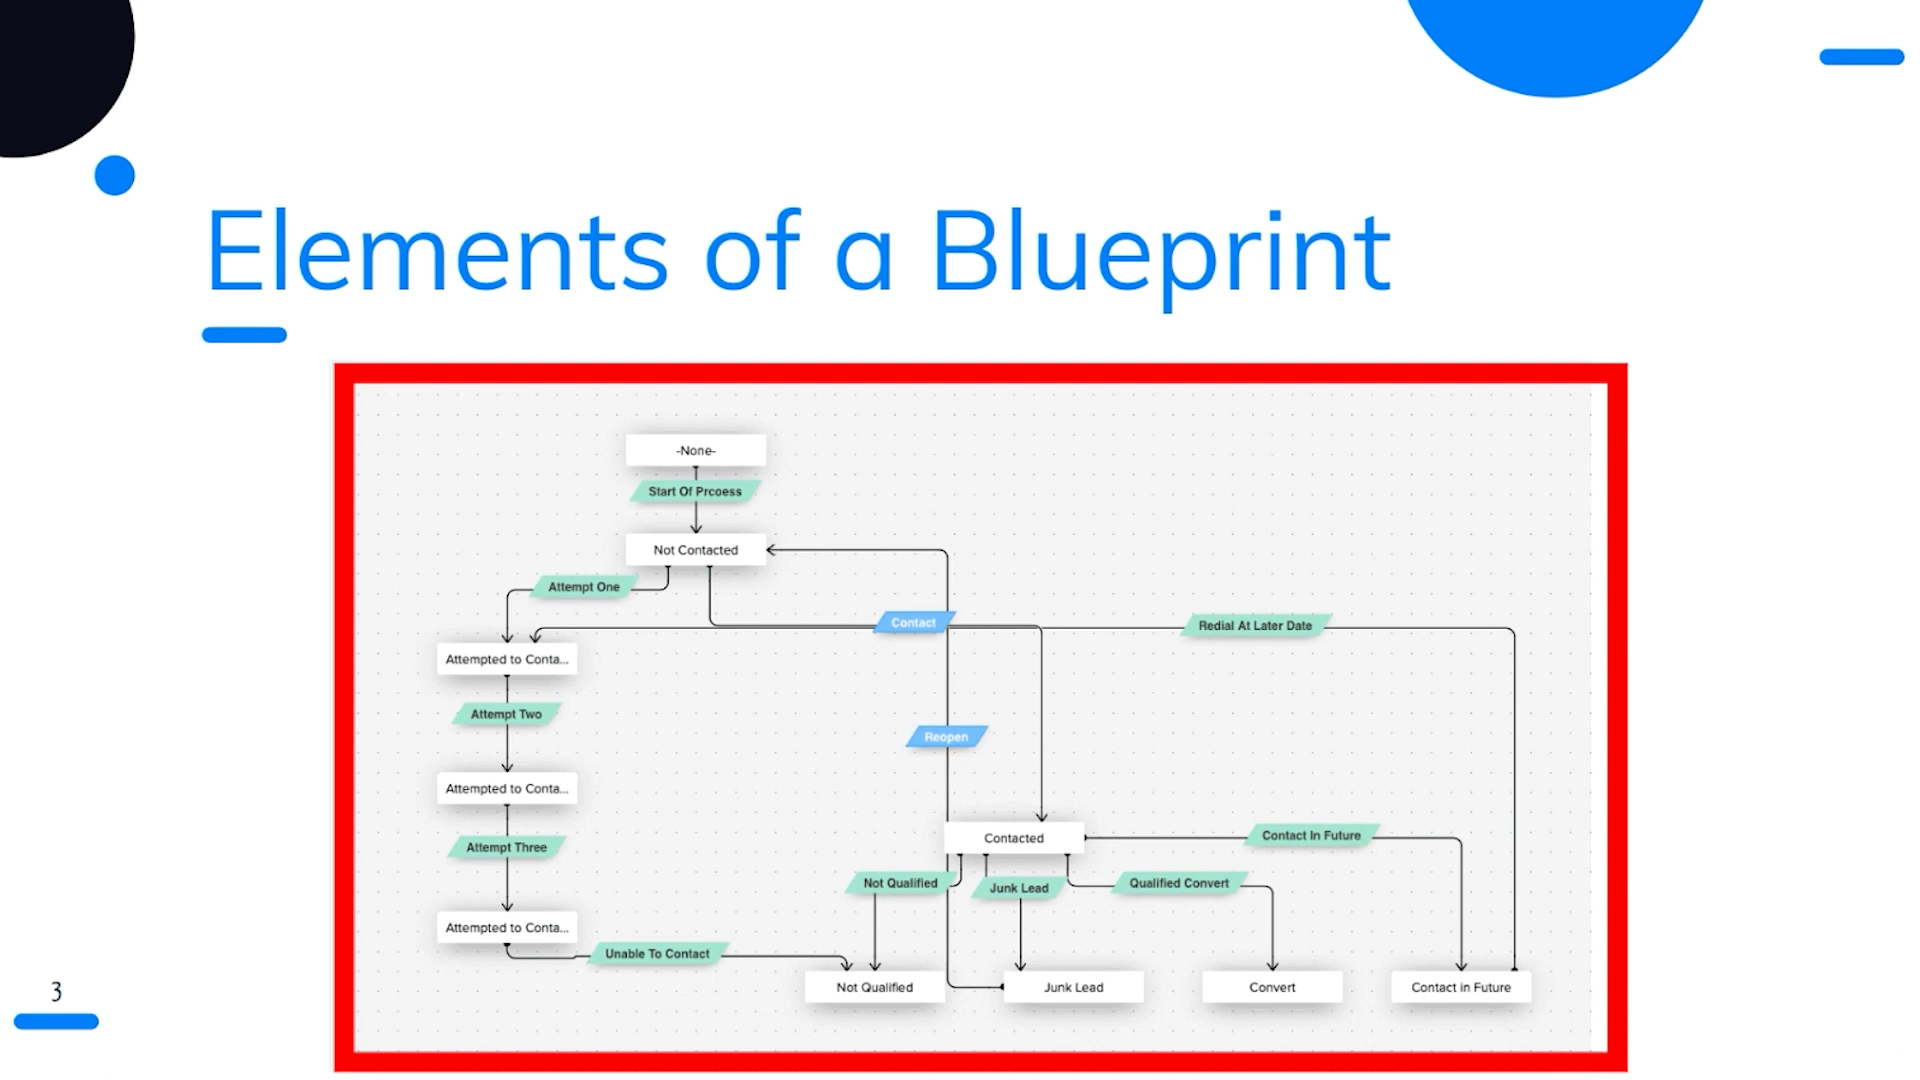 Elements of a Blueprint
-None-
Start Of Prcoess
Not Contacted
Attempt One
Contact
Redial At Later Date
Attempted to Conta...
Attempt Two
Reopen
Attempted to Conta...
Contacted
Contact In Future
Attempt Three
Not Qualified
Junk Lead
Qualified Convert
Attempted to Conta...
Unable To Contact
Not Qualified
Junk Lead
Convert
Contact in Future
3